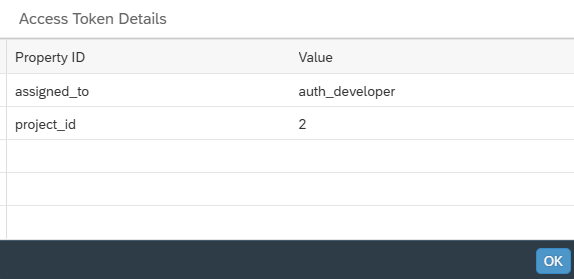 Access Token Details
Property ID Value
assigned_to auth_developer
project_id 2
OK